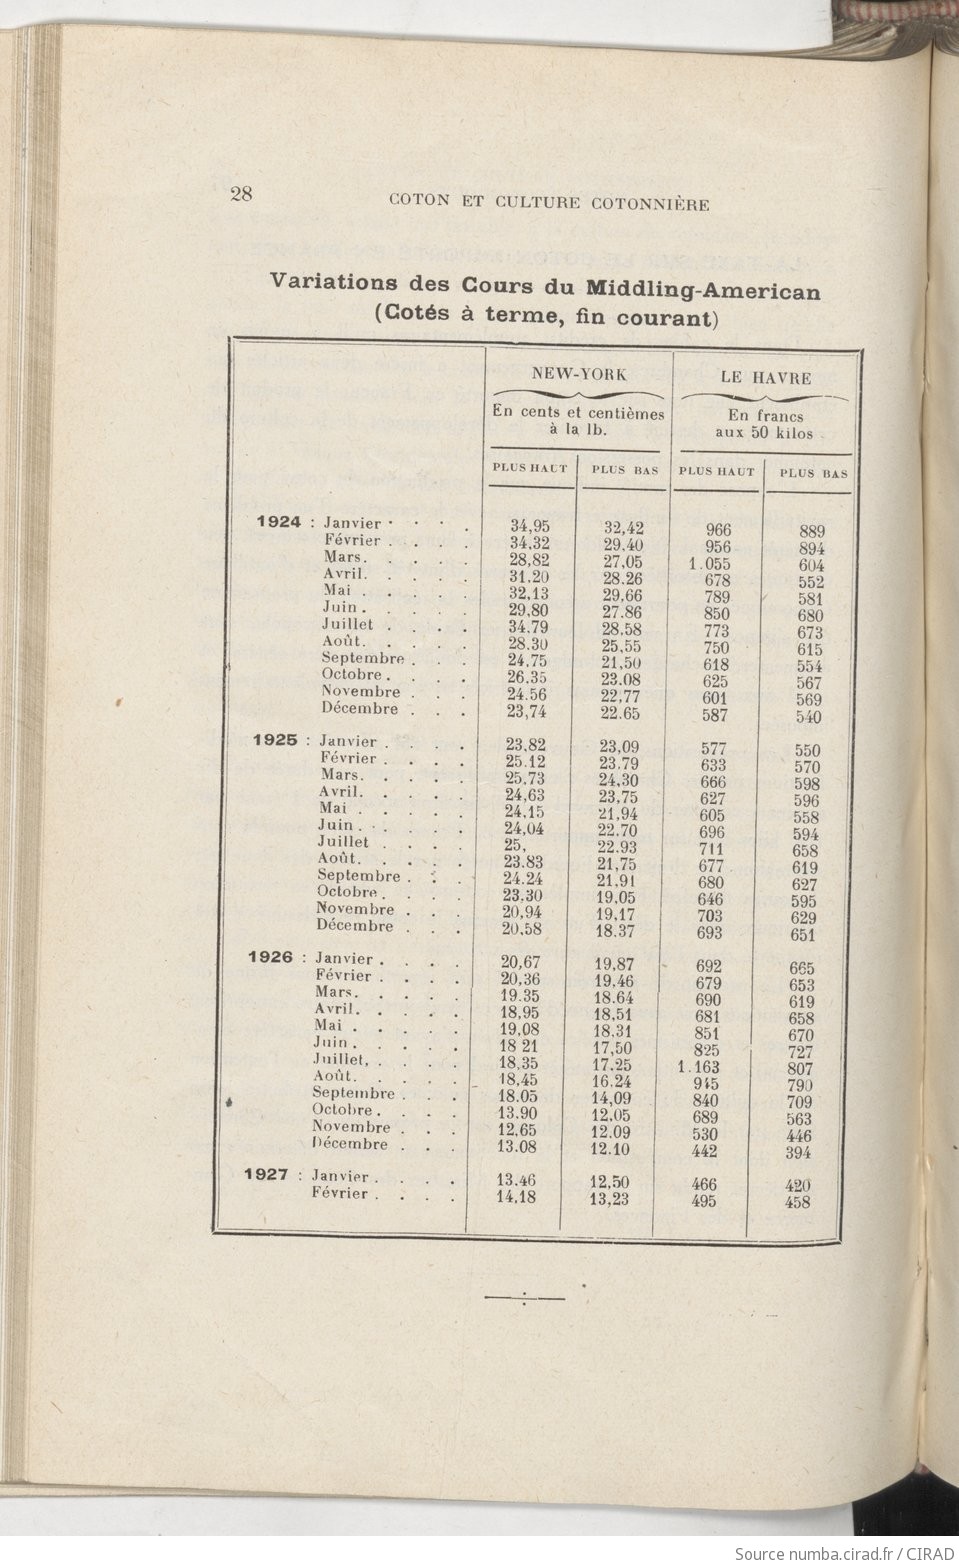 28
COTON ET CULTURE COTONNIÈRE
Variations des Cours du Middling-American
(Cotés à terme, fin courant)
NEW-YORK LE HAVRE
En cents et centièmes En francs
à la lb. aux 50 kilos
PLUS HAUT PLUS BAS PLUS HAUT PLUS BAS
1924 : Janvier . . . . 34,95 32,42 966 889
Février . . . . 34,32 29.40 956 894
Mars. . . . . 28,82 27,05 1.055 604
Avril. . . . . 31.20 28.26 678 552
Mai . . . . . 32,13 29,66 789 581
Juin . . . . . 29,80 27.86 850 680
Juillet . . . . 34.79 28,58 773 673
Août. . . . . 28.30 25,55 750 615
Septembre . . . 24,75 21,50 618 554
Octobre . . . . 26,35 23.08 625 567
Novembre . . . 24.56 22,77 601 569
Décembre . . . 23,74 22.65 587 540
1925 : Janvier . . . . 23,82 23,09 577 550
Février . . . . 25.12 23.79 633 570
Mars. . . . . 25.73 24,30 666 598
Avril. . . . . 24,63 23,75 627 596
Mai . . . . . 24.15 21,94 605 558
Juin . . . . . 24,04 22.70 696 594
Juillet . . . . 25, 22.93 711 658
Août. . . . . 23.83 21,75 677 619
Septembre . . . 24.24 21,91 680 627
Octobre. . . . 23,30 19,05 646 595
Novembre . . . 20,94 19,17 703 629
Décembre . . . 20,58 18.37 693 651
1926 : Janvier . . . . 20,67 19,87 692 665
Février . . . . 20,36 19,46 679 653
Mars. . . . . 19.35 18.64 690 619
Avril. . . . . 18,95 18,51 681 658
Mai . . . . . 19,08 18.31 851 670
Juin . . . . . 18 21 17,50 825 727
Juillet, . . . . 18,35 17.25 1.163 807
Août. . . . . 18,45 16.24 945 790
Septembre . . . 18.05 14,09 840 709
Octobre . . . . 13.90 12,05 689 563
Novembre . . . 12,65 12.09 530 446
Décembre . . . 13.08 12.10 442 394
1927 : Janvier . . . . 13.46 12,50 466 420
Février . . . . 14,18 13,23 495 458
Source numba.cirad.fr / CIRAD